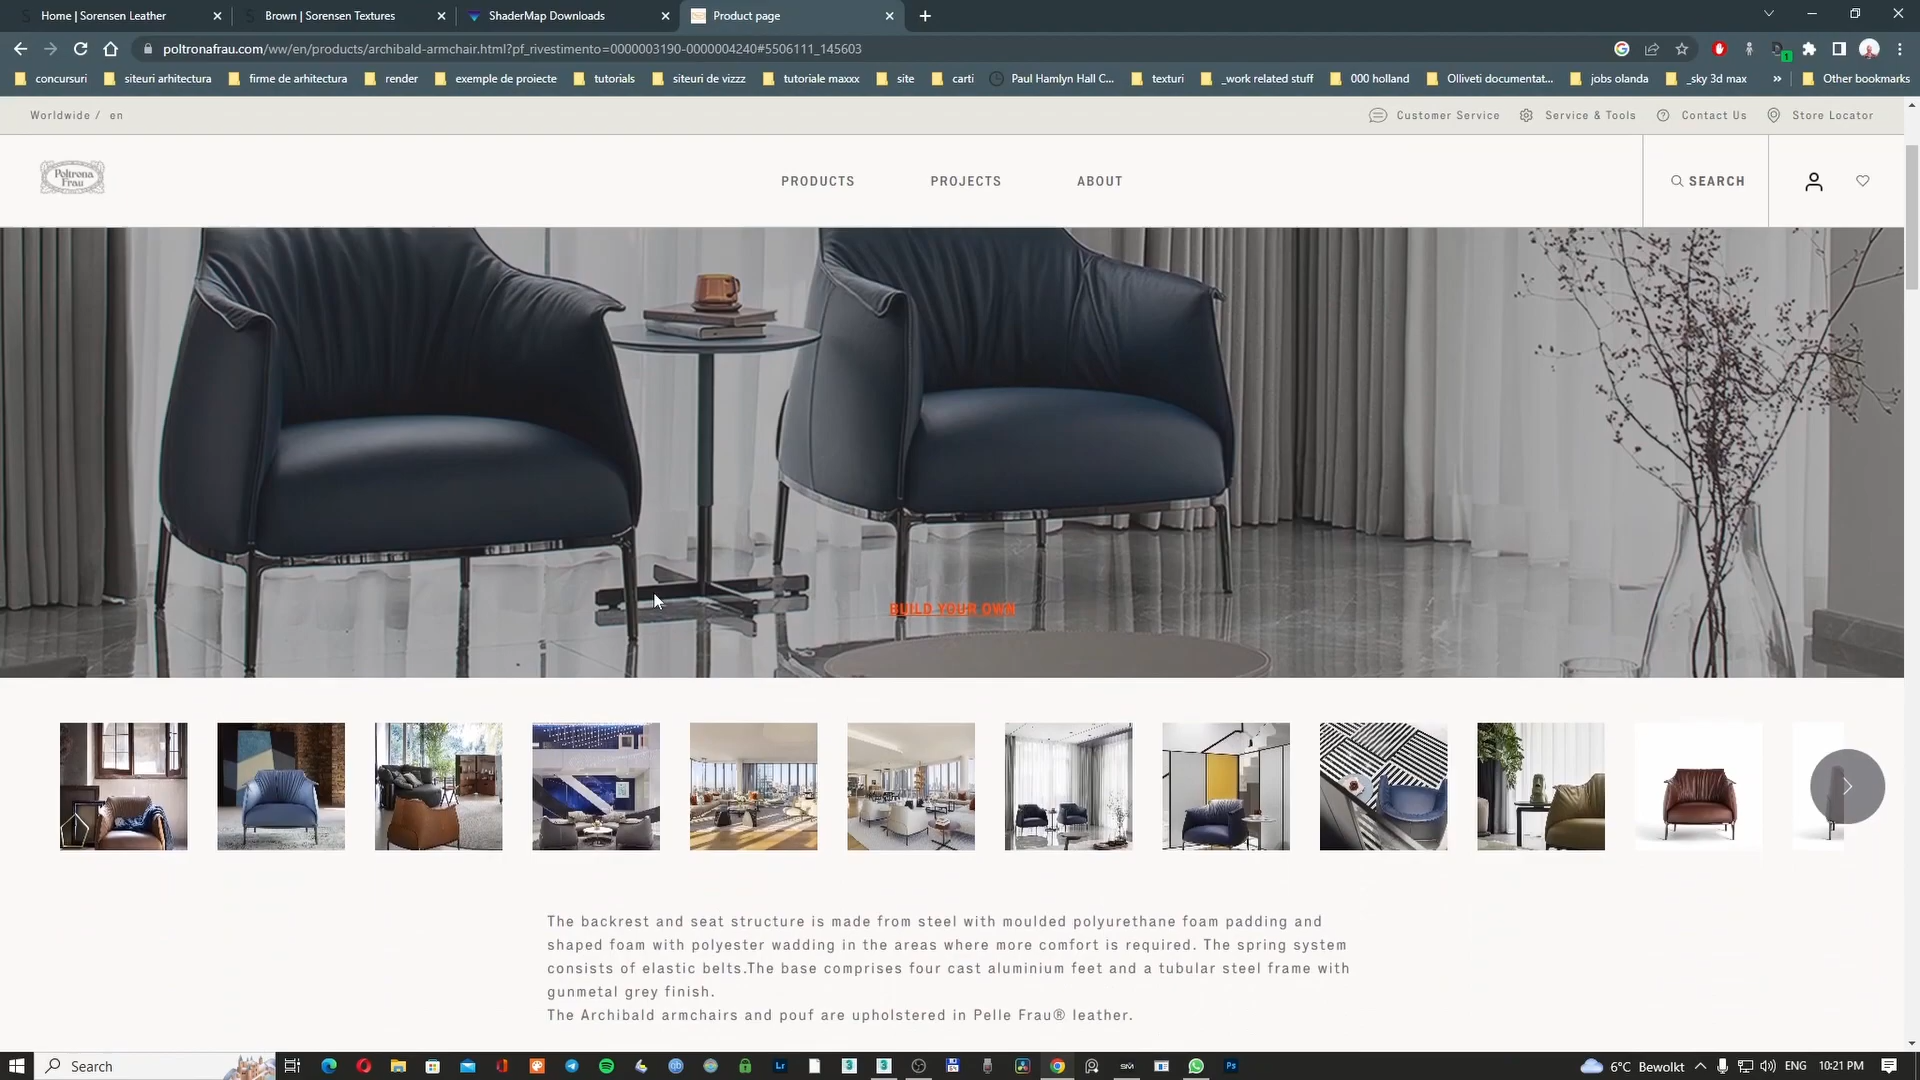 Home | Sorensen Leather
Brown | Sorensen Textures
ShaderMap Downloads
Product page
poltronafrau.com/ww/en/products/archibald-armchair.html?pf_rivestimento=0000003190-0000004240#5506111_145603
concursuri
siteuri arhitectura
firme de arhitectura
render
exemple de proiecte
tutorials
siteuri de vizzz
tutoriale maxxx
site
carti
Paul Hamlyn Hall C...
texturi
_work related stuff
000 holland
Olliveti documentat...
jobs olanda
_sky 3d max
»
Other bookmarks
Worldwide / en
Customer Service
Service & Tools
Contact Us
Store Locator
Poltrona
Frau
PRODUCTS
PROJECTS
ABOUT
SEARCH
BUILD YOUR OWN
The backrest and seat structure is made from steel with moulded polyurethane foam padding and
shaped foam with polyester wadding in the areas where more comfort is required. The spring system
consists of elastic belts.The base comprises four cast aluminium feet and a tubular steel frame with
gunmetal grey finish.
The Archibald armchairs and pouf are upholstered in Pelle Frau® leather.
Search
6°C Bewolkt
ENG
10:21 PM